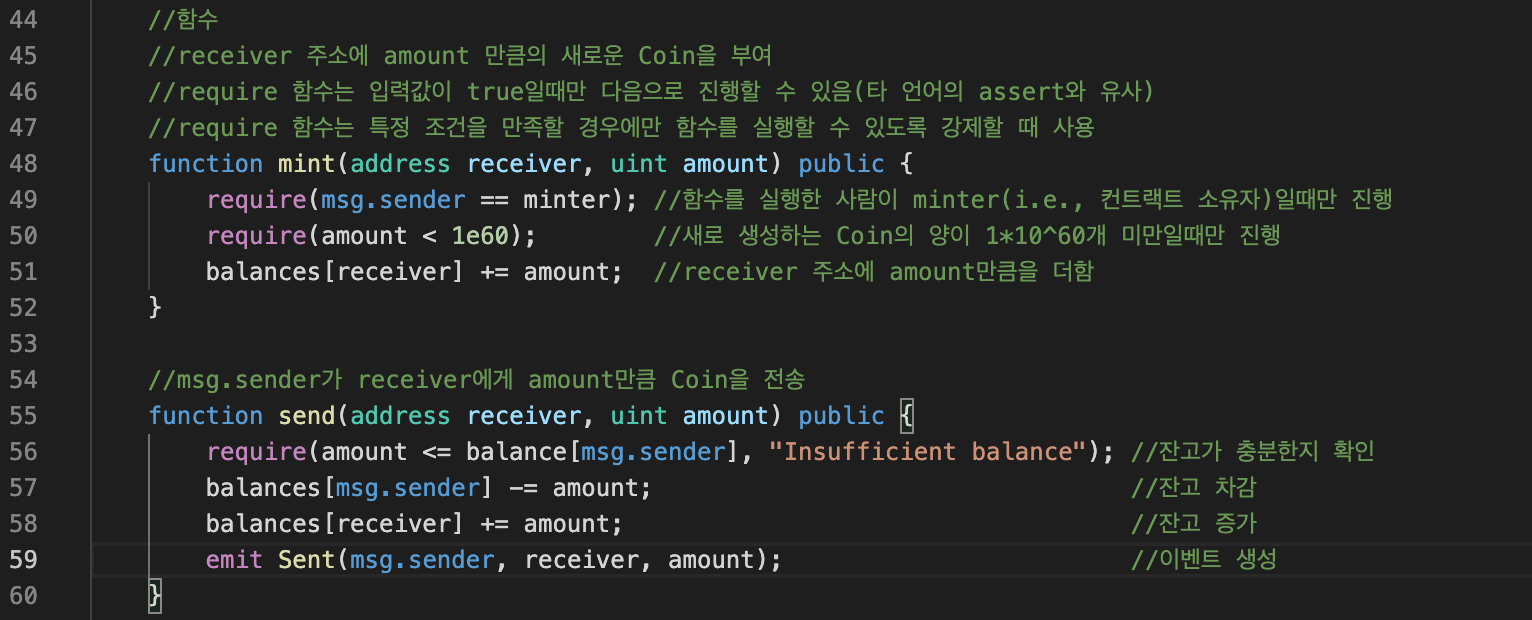 44 //함수
45 //receiver 주소에 amount 만큼의 새로운 Coin을 부여
46 //require 함수는 입력값이 true일때만 다음으로 진행할 수 있음(타 언어의 assert와 유사)
47 //require 함수는 특정 조건을 만족할 경우에만 함수를 실행할 수 있도록 강제할 때 사용
48 function mint(address receiver, uint amount) public {
49     require(msg.sender == minter); //함수를 실행한 사람이 minter(i.e., 컨트랙트 소유자)일때만 진행
50     require(amount < 1e60);        //새로 생성하는 Coin의 양이 1*10^60개 미만일때만 진행
51     balances[receiver] += amount;  //receiver 주소에 amount만큼을 더함
52 }
53
54 //msg.sender가 receiver에게 amount만큼 Coin을 전송
55 function send(address receiver, uint amount) public {
56     require(amount <= balance[msg.sender], "Insufficient balance"); //잔고가 충분한지 확인
57     balances[msg.sender] -= amount;                                 //잔고 차감
58     balances[receiver] += amount;                                   //잔고 증가
59     emit Sent(msg.sender, receiver, amount);                        //이벤트 생성
60 }